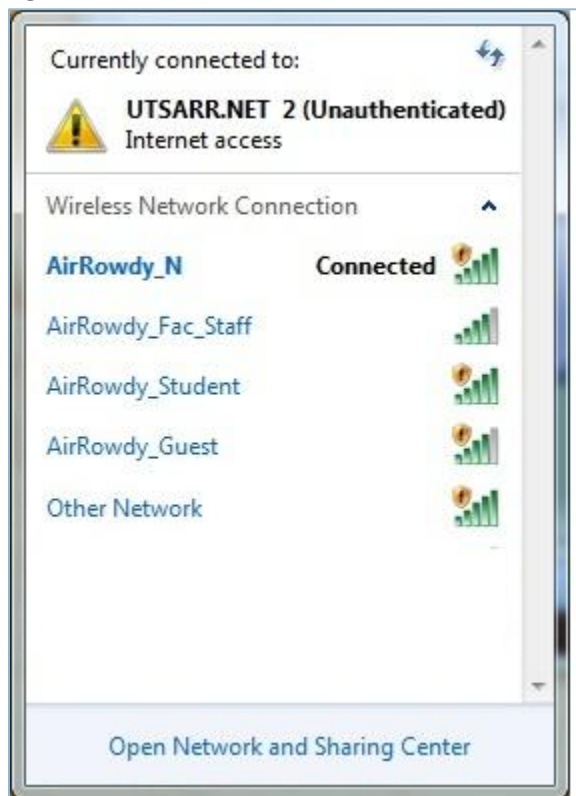 Currently connected to:
UTSARR.NET 2 (Unauthenticated)
Internet access
Wireless Network Connection
AirRowdy_N Connected
AirRowdy_Fac_Staff
AirRowdy_Student
AirRowdy_Guest
Other Network
Open Network and Sharing Center